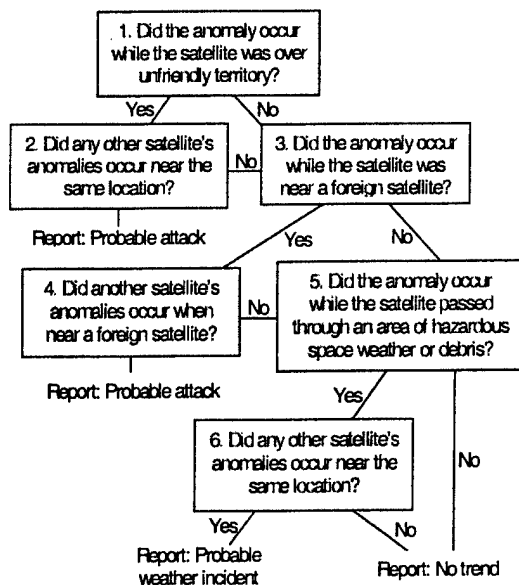 1. Did the anomaly occur
while the satellite was over
unfriendly territory?
Yes
No
2. Did any other satellite's
anomalies occur near the
same location?
No
3. Did the anomaly occur
while the satellite was
near a foreign satellite?
Report: Probable attack
Yes
No
4. Did another satellite's
anomalies occur when
near a foreign satellite?
No
5. Did the anomaly occur
while the satellite passed
through an area of hazardous
space weather or debris?
Report: Probable attack
Yes
No
6. Did any other satellite's
anomalies occur near the
same location?
Yes
No
Report: Probable
weather incident
Report: No trend